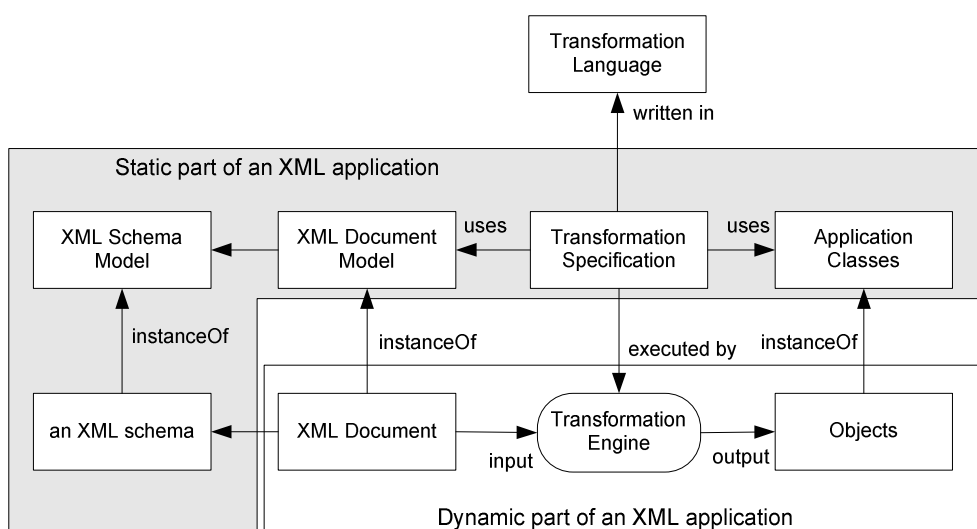 Transformation
Language
written in
Static part of an XML application
XML Schema
Model
XML Document
Model
uses
Transformation
Specification
uses
Application
Classes
instanceOf
instanceOf
executed by
instanceOf
an XML schema
XML Document
input
Transformation
Engine
output
Objects
Dynamic part of an XML application